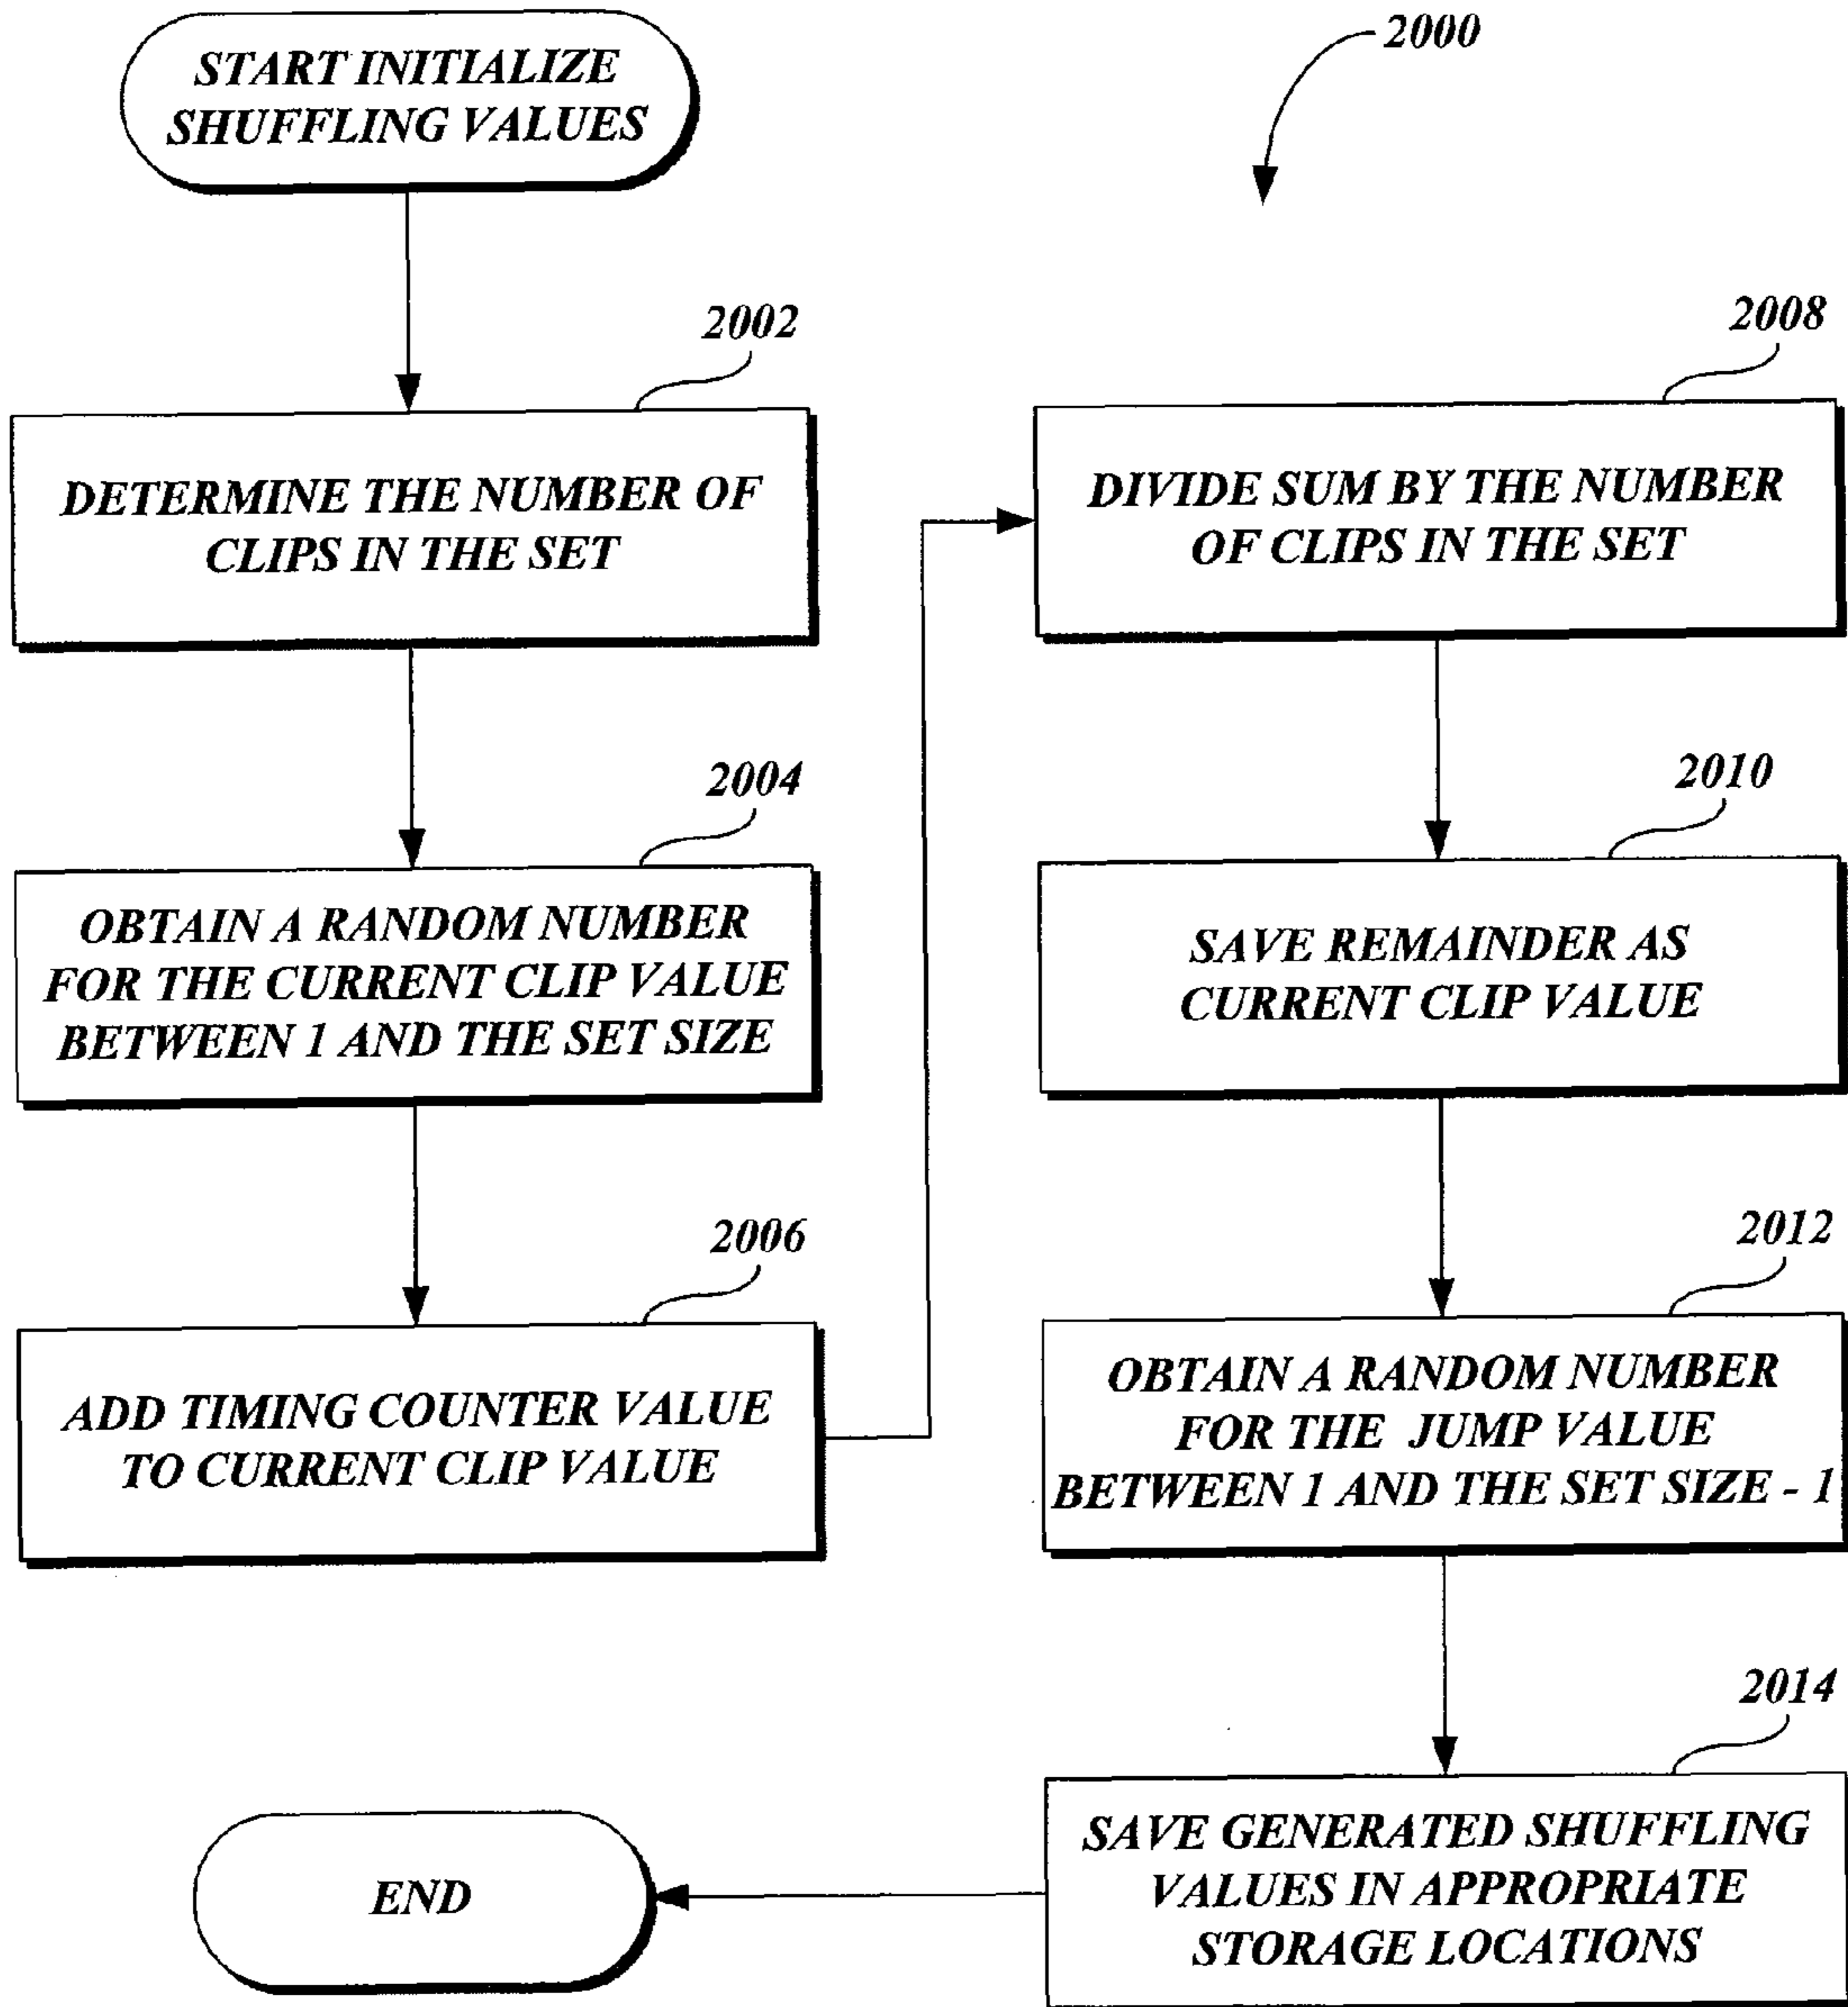 START INITIALIZE
SHUFFLING VALUES
2000
2002
DETERMINE THE NUMBER OF
CLIPS IN THE SET
2004
OBTAIN A RANDOM NUMBER
FOR THE CURRENT CLIP VALUE
BETWEEN 1 AND THE SET SIZE
2006
ADD TIMING COUNTER VALUE
TO CURRENT CLIP VALUE
2008
DIVIDE SUM BY THE NUMBER
OF CLIPS IN THE SET
2010
SAVE REMAINDER AS
CURRENT CLIP VALUE
2012
OBTAIN A RANDOM NUMBER
FOR THE JUMP VALUE
BETWEEN 1 AND THE SET SIZE - 1
2014
SAVE GENERATED SHUFFLING
VALUES IN APPROPRIATE
STORAGE LOCATIONS
END